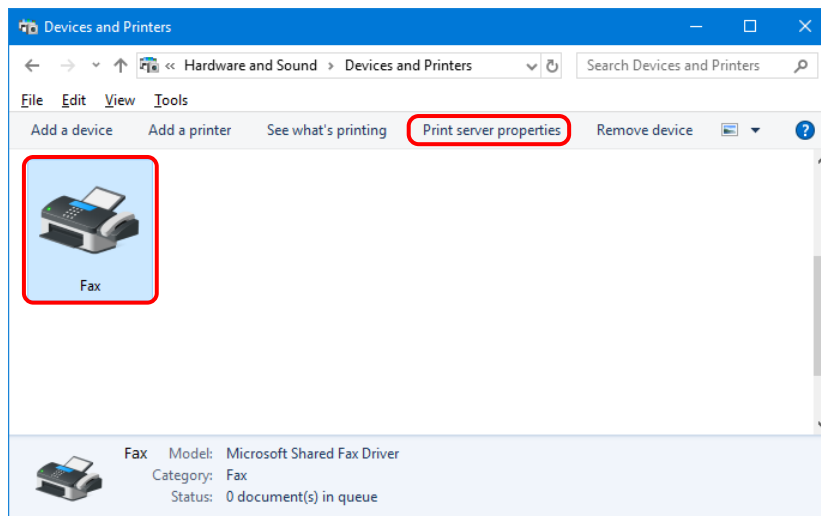 Devices and Printers
« Hardware and Sound › Devices and Printers Search Devices and Printers
File Edit View Tools
Add a device Add a printer See what's printing Print server properties Remove device ?
Fax
Fax Model: Microsoft Shared Fax Driver
Category: Fax
Status: 0 document(s) in queue